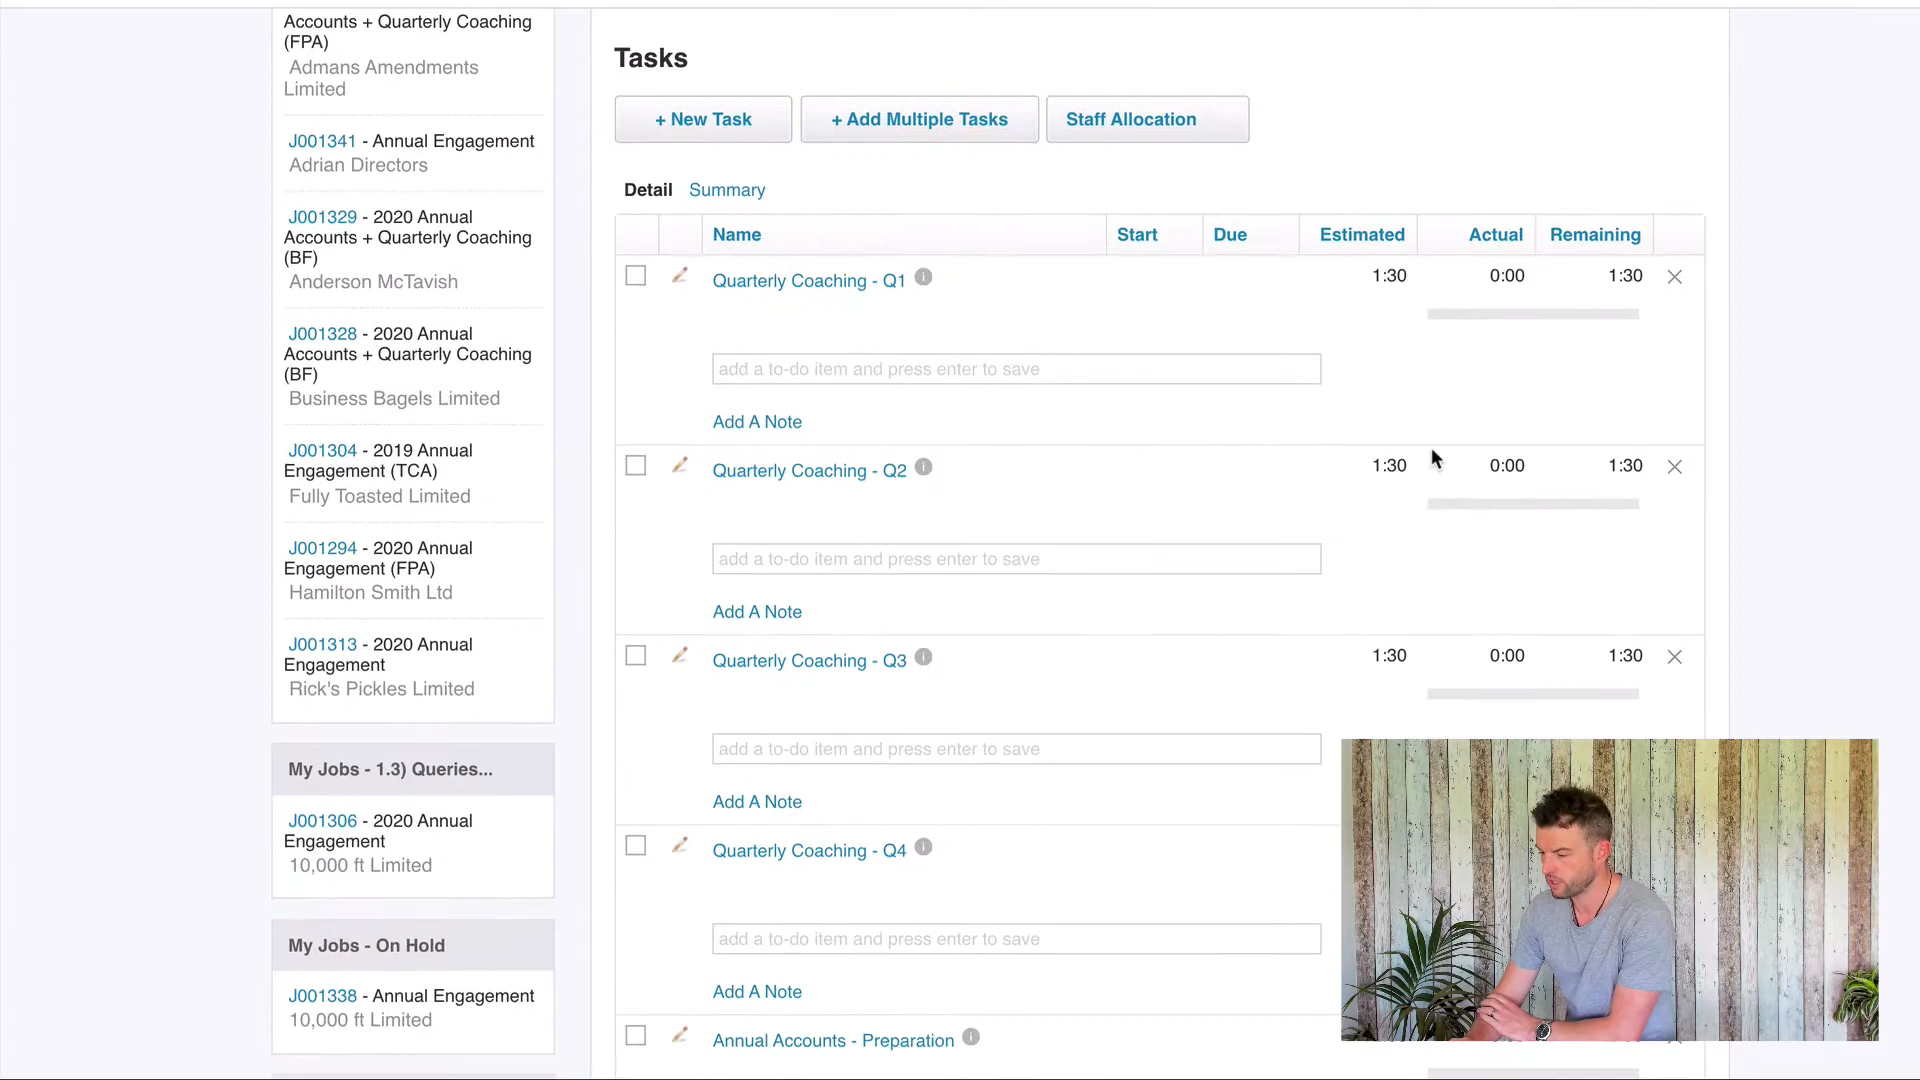 Accounts + Quarterly Coaching
(FPA)
Admans Amendments
Limited
J001341 - Annual Engagement
Adrian Directors
J001329 - 2020 Annual
Accounts + Quarterly Coaching
(BF)
Anderson McTavish
J001328 - 2020 Annual
Accounts + Quarterly Coaching
(BF)
Business Bagels Limited
J001304 - 2019 Annual
Engagement (TCA)
Fully Toasted Limited
J001294 - 2020 Annual
Engagement (FPA)
Hamilton Smith Ltd
J001313 - 2020 Annual
Engagement
Rick's Pickles Limited
My Jobs - 1.3) Queries...
J001306 - 2020 Annual
Engagement
10,000 ft Limited
My Jobs - On Hold
J001338 - Annual Engagement
10,000 ft Limited
Tasks
+ New Task + Add Multiple Tasks Staff Allocation
Detail Summary
Name Start Due Estimated Actual Remaining
Quarterly Coaching - Q1 1:30 0:00 1:30
add a to-do item and press enter to save
Add A Note
Quarterly Coaching - Q2 1:30 0:00 1:30
add a to-do item and press enter to save
Add A Note
Quarterly Coaching - Q3 1:30 0:00 1:30
add a to-do item and press enter to save
Add A Note
Quarterly Coaching - Q4
add a to-do item and press enter to save
Add A Note
Annual Accounts - Preparation